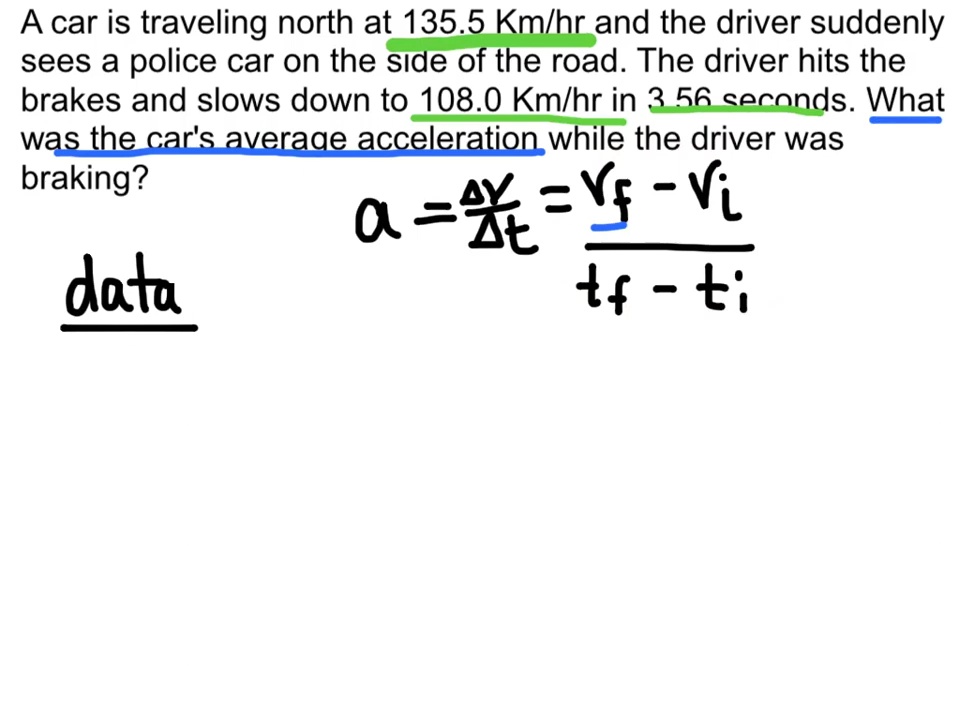 A car is traveling north at 135.5 Km/hr and the driver suddenly
sees a police car on the side of the road. The driver hits the
brakes and slows down to 108.0 Km/hr in 3.56 seconds. What
was the car's average acceleration while the driver was
braking?
a = ΔV/Δt = Vf - Vi / tf - ti
data